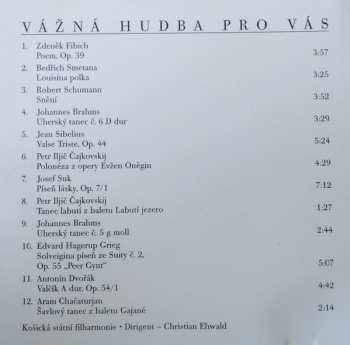 VÁŽNÁ HUDBA PRO VÁS
1. Zdeněk Fibich
Poem, Op. 39 3:57
2. Bedřich Smetana
Louisina polka 3:25
3. Robert Schumann
Snění 3:52
4. Johannes Brahms
Uherský tanec č. 6 D dur 3:29
5. Jean Sibelius
Valse Triste, Op. 44 5:24
6. Petr Iljič Čajkovskij
Polonéza z opery Evžen Oněgin 4:29
7. Josef Suk
Píseň lásky, Op. 7/1 7:12
8. Petr Iljič Čajkovskij
Tanec labutí z baletu Labutí jezero 1:27
9. Johannes Brahms
Uherský tanec č. 5 g moll 2:44
10. Edvard Hagerup Grieg
Solveigina píseň ze Suity č. 2,
Op. 55 „Peer Gynt" 5:07
11. Antonín Dvořák
Valčík A dur, Op. 54/1 4:42
12. Aram Chačaturjan
Šavlový tanec z baletu Gajané 2:14
Košická státní filharmonie • Dirigent – Christian Ehwald